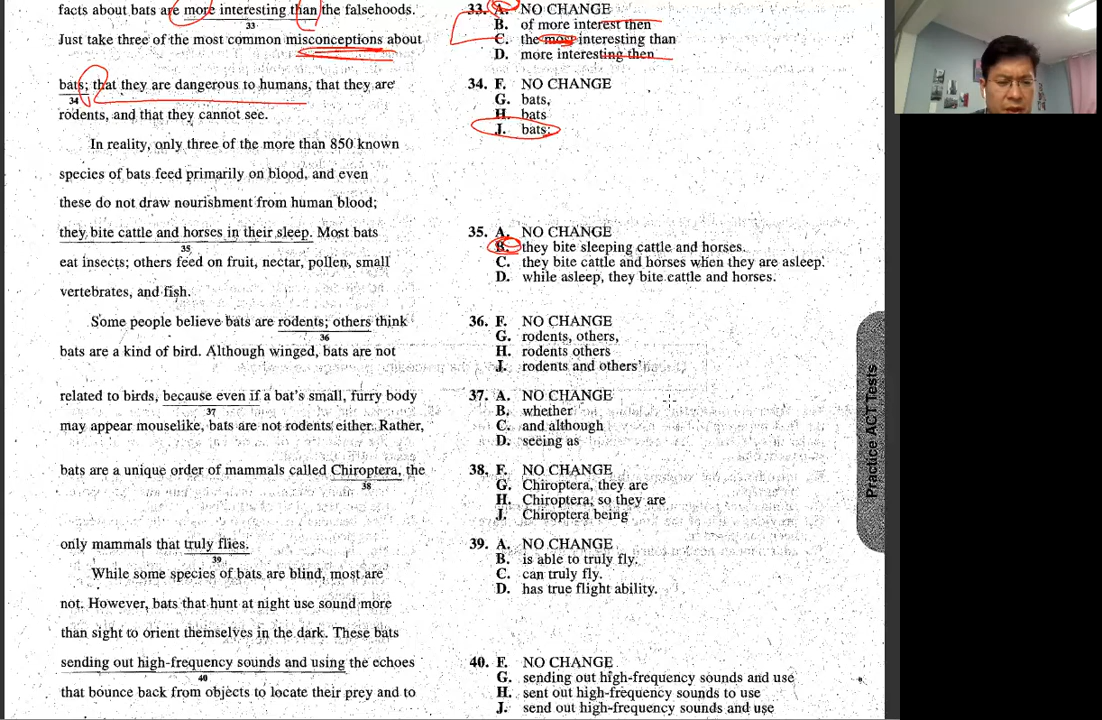 facts about bats are more interesting than the falsehoods.
33
Just take three of the most common misconceptions about
bats; that they are dangerous to humans, that they are
34
rodents, and that they cannot see.
In reality, only three of the more than 850 known
species of bats feed primarily on blood, and even
these do not draw nourishment from human blood;
they bite cattle and horses in their sleep. Most bats
35
eat insects; others feed on fruit, nectar, pollen, small
vertebrates, and fish.
Some people believe bats are rodents; others think
36
bats are a kind of bird. Although winged, bats are not
related to birds, because even if a bat's small, furry body
37
may appear mouselike, bats are not rodents either. Rather,
bats are a unique order of mammals called Chiroptera, the
38
only mammals that truly flies.
39
While some species of bats are blind, most are
not. However, bats that hunt at night use sound more
than sight to orient themselves in the dark. These bats
sending out high-frequency sounds and using the echoes
40
that bounce back from objects to locate their prey and to
33. A. NO CHANGE
B. of more interest then
C. the most interesting than
D. more interesting then
34. F. NO CHANGE
G. bats,
H. bats
J. bats:
35. A. NO CHANGE
B. they bite sleeping cattle and horses.
C. they bite cattle and horses when they are asleep.
D. while asleep, they bite cattle and horses.
36. F. NO CHANGE
G. rodents, others,
H. rodents others
J. rodents and others'
37. A. NO CHANGE
B. whether
C. and although
D. seeing as
38. F. NO CHANGE
G. Chiroptera, they are
H. Chiroptera; so they are
J. Chiroptera being
39. A. NO CHANGE
B. is able to truly fly.
C. can truly fly.
D. has true flight ability.
40. F. NO CHANGE
G. sending out high-frequency sounds and use
H. sent out high-frequency sounds to use
J. send out high-frequency sounds and use
Practice ACT Tests